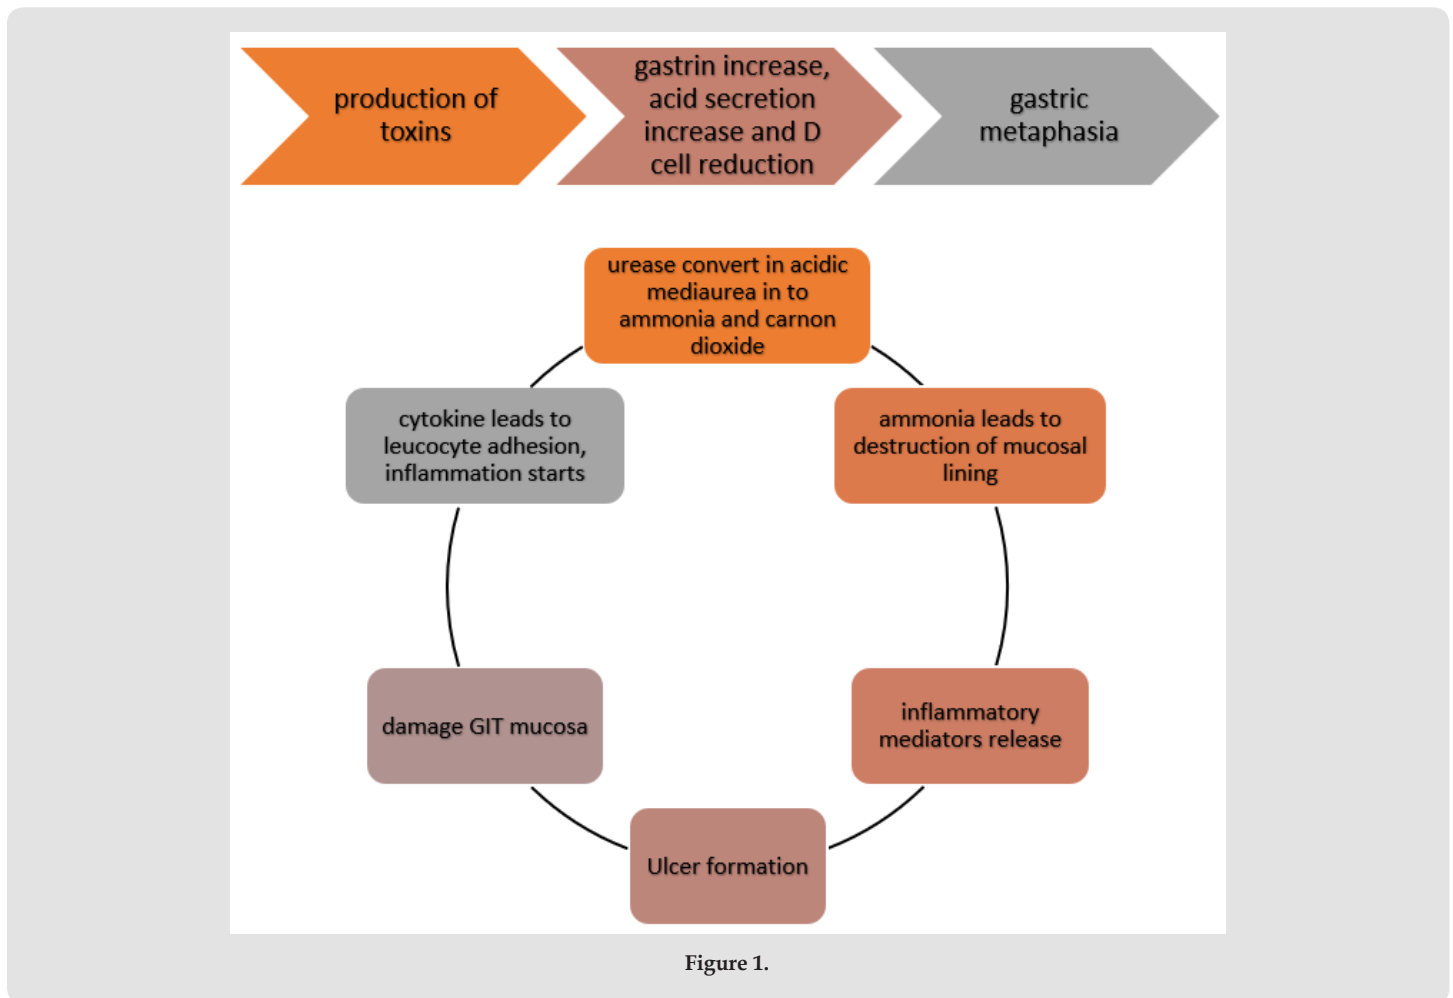 production of
toxins
gastrin increase,
acid secretion
increase and D
cell reduction
gastric
metaphasia
urease convert in acidic
mediaurea in to
ammonia and carnon
dioxide
ammonia leads to
destruction of mucosal
lining
inflammatory
mediators release
Ulcer formation
damage GIT mucosa
cytokine leads to
leucocyte adhesion,
inflammation starts
Figure 1.